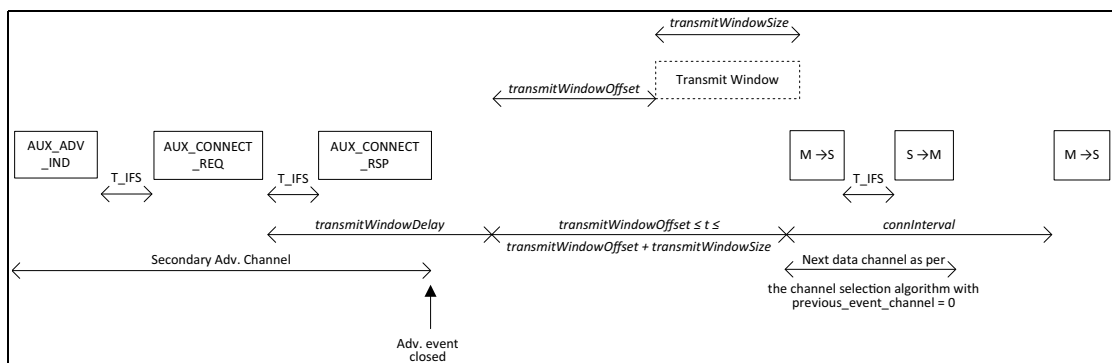 transmitWindowSize
Transmit Window
transmitWindowOffset
AUX_ADV
_IND
AUX_CONNECT
_REQ
AUX_CONNECT
_RSP
M →S
S →M
M →S
T_IFS
T_IFS
T_IFS
transmitWindowDelay
transmitWindowOffset ≤ t ≤
transmitWindowOffset + transmitWindowSize
connInterval
Secondary Adv. Channel
Next data channel as per
the channel selection algorithm with
previous_event_channel = 0
Adv. event
closed